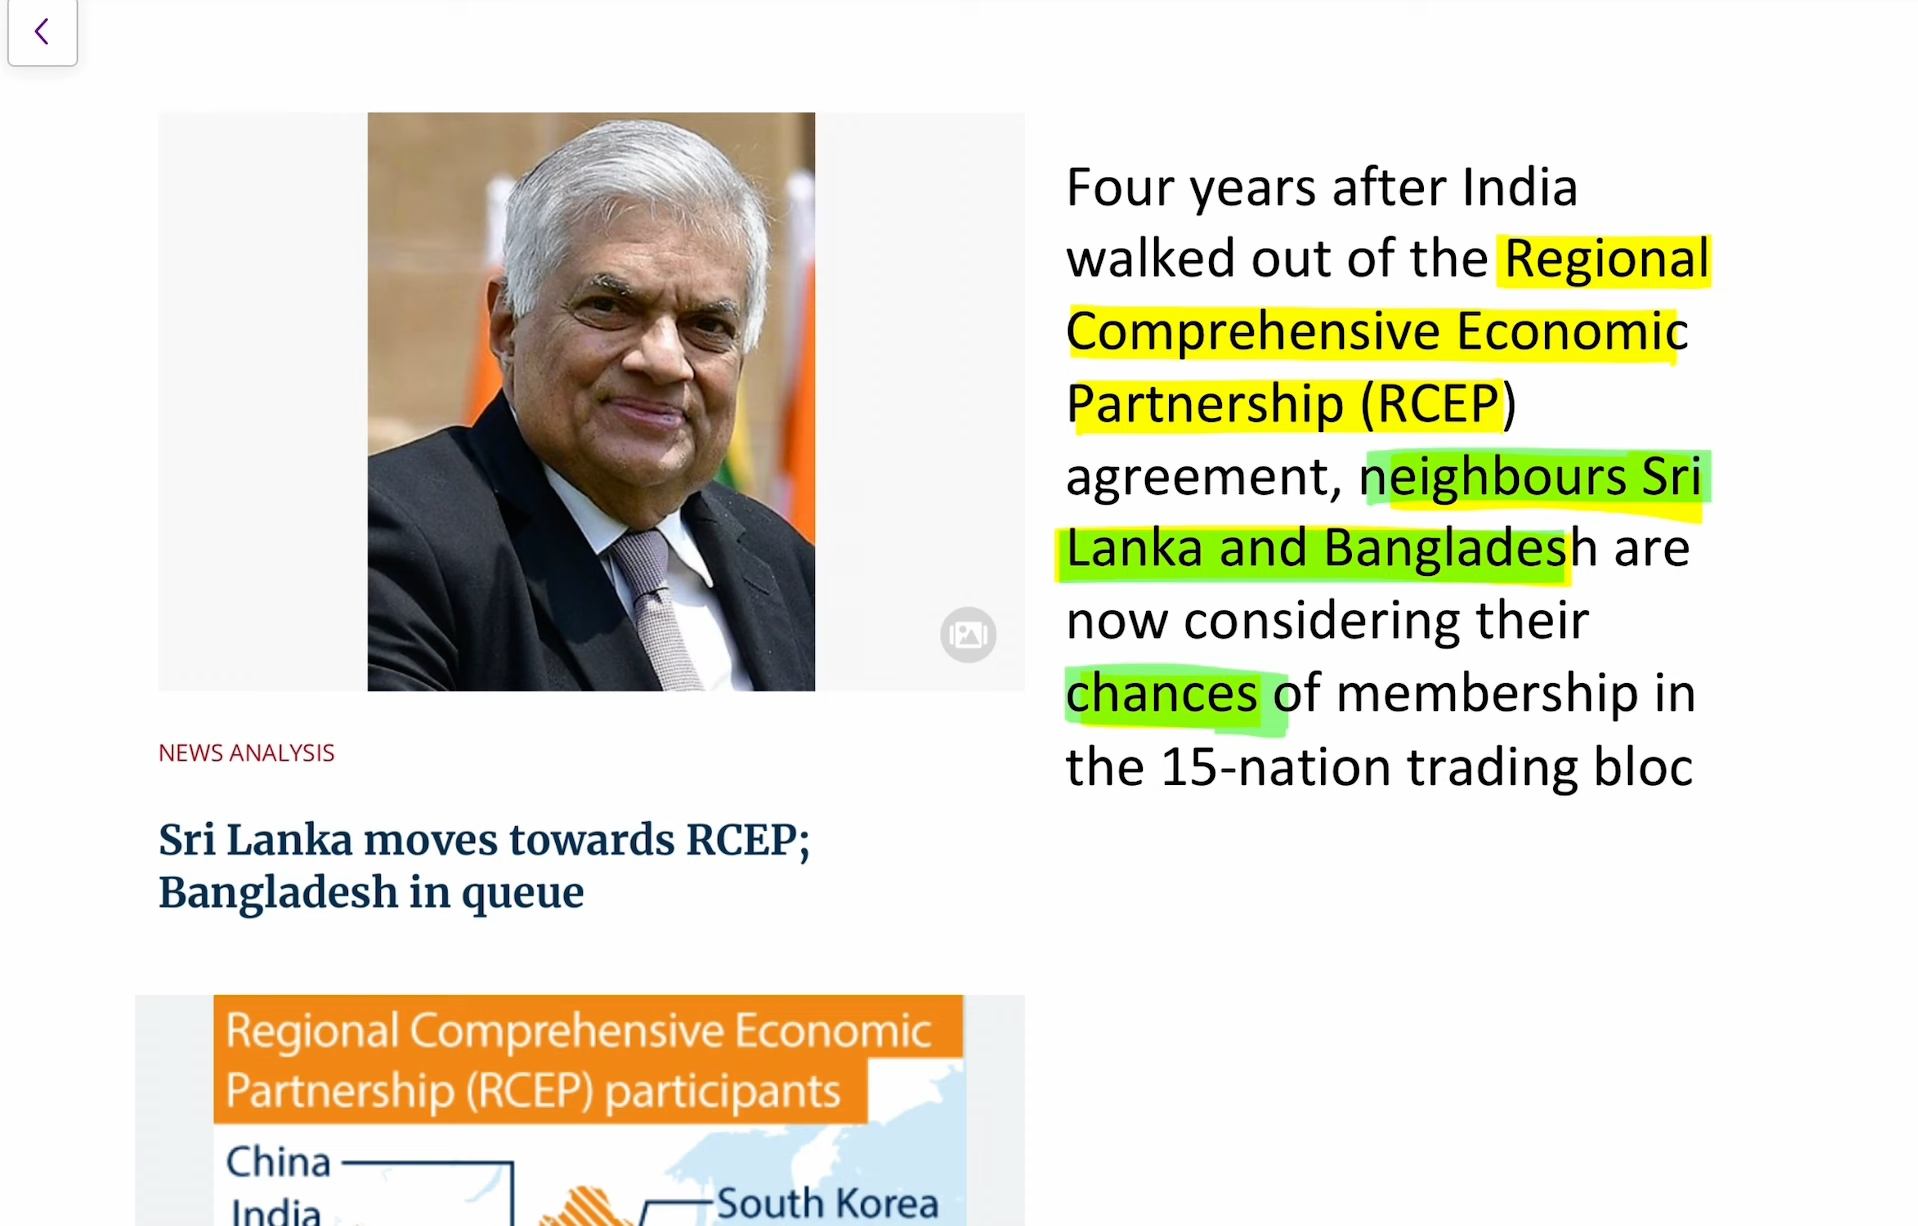 Four years after India
walked out of the Regional
Comprehensive Economic
Partnership (RCEP)
agreement, neighbours Sri
Lanka and Bangladesh are
now considering their
chances of membership in
the 15-nation trading bloc
NEWS ANALYSIS
Sri Lanka moves towards RCEP;
Bangladesh in queue
Regional Comprehensive Economic
Partnership (RCEP) participants
China
South Korea
India